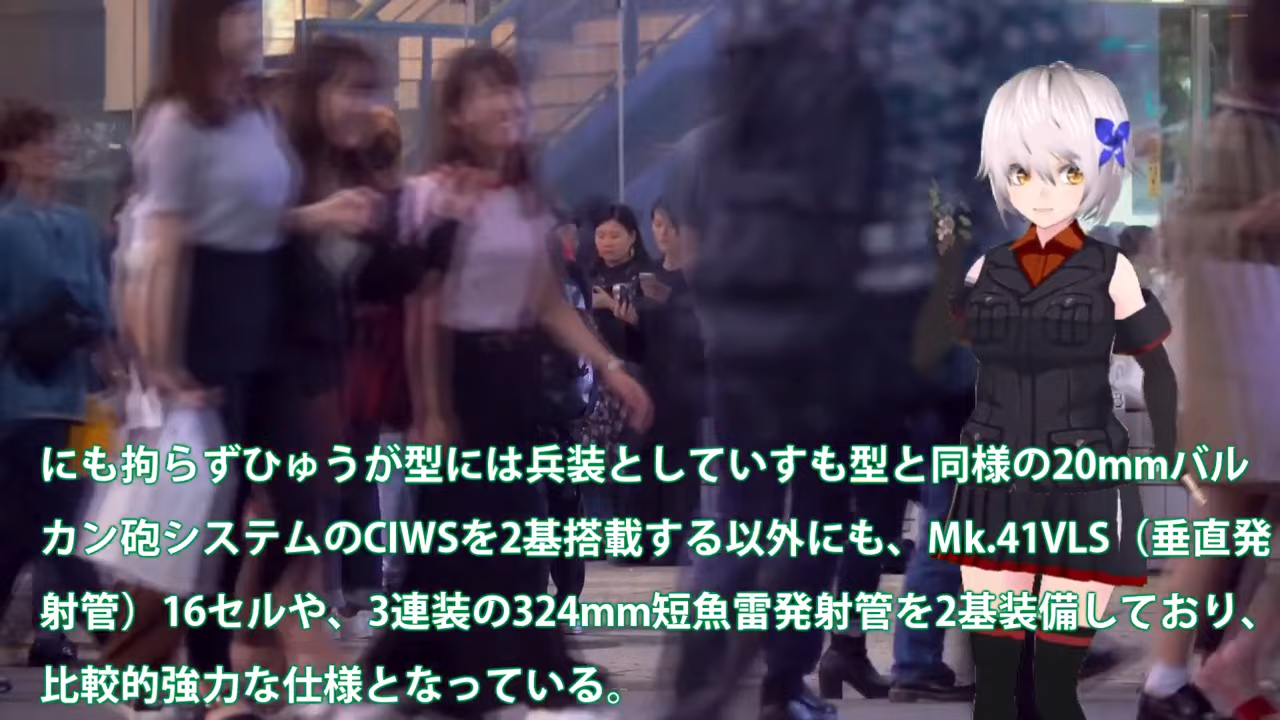 にも拘らずひゅうが型には兵装としていすも型と同様の20mmバル
カン砲システムのCIWSを2基搭載する以外にも、Mk.41VLS（垂直発
射管）16セルや、3連装の324mm短魚雷発射管を2基装備しており、
比較的強力な仕様となっている。